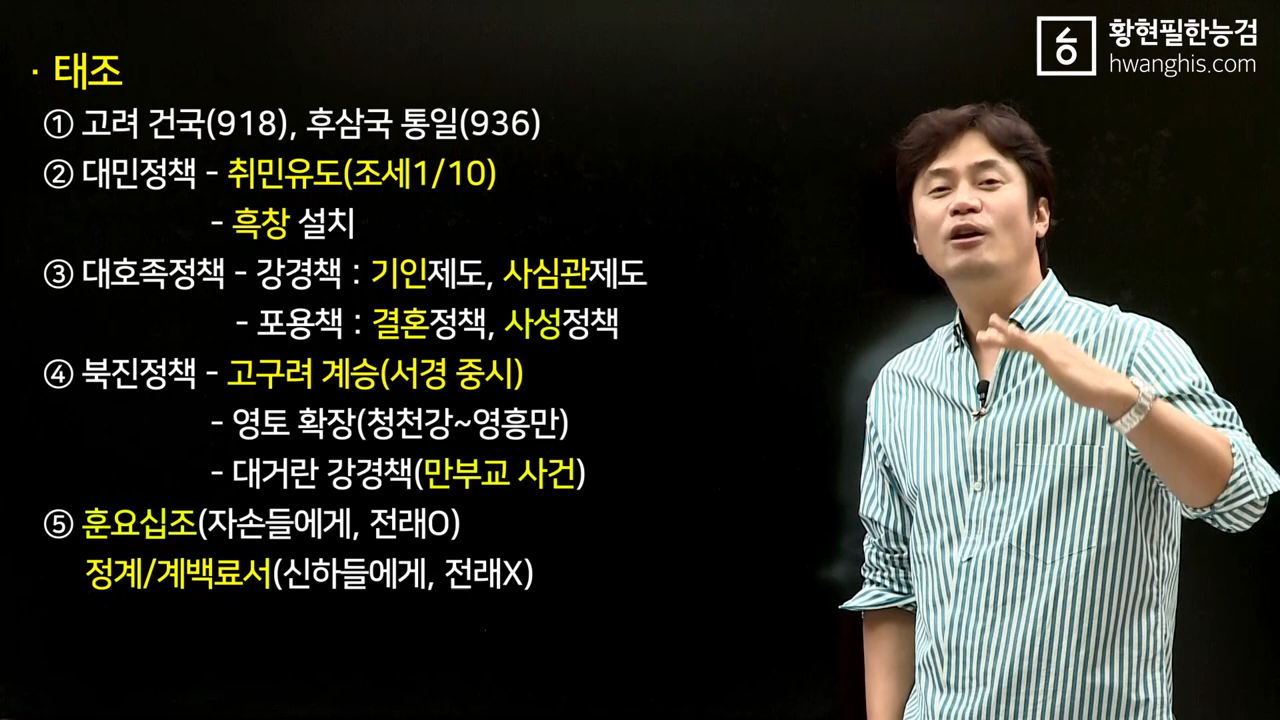 황현필한능검
hwanghis.com
· 태조
① 고려 건국(918), 후삼국 통일(936)
② 대민정책 - 취민유도(조세1/10)
- 흑창 설치
③ 대호족정책 - 강경책 : 기인제도, 사심관제도
- 포용책 : 결혼정책, 사성정책
④ 북진정책 - 고구려 계승(서경 중시)
- 영토 확장(청천강~영흥만)
- 대거란 강경책(만부교 사건)
⑤ 훈요십조(자손들에게, 전래O)
정계/계백료서(신하들에게, 전래X)